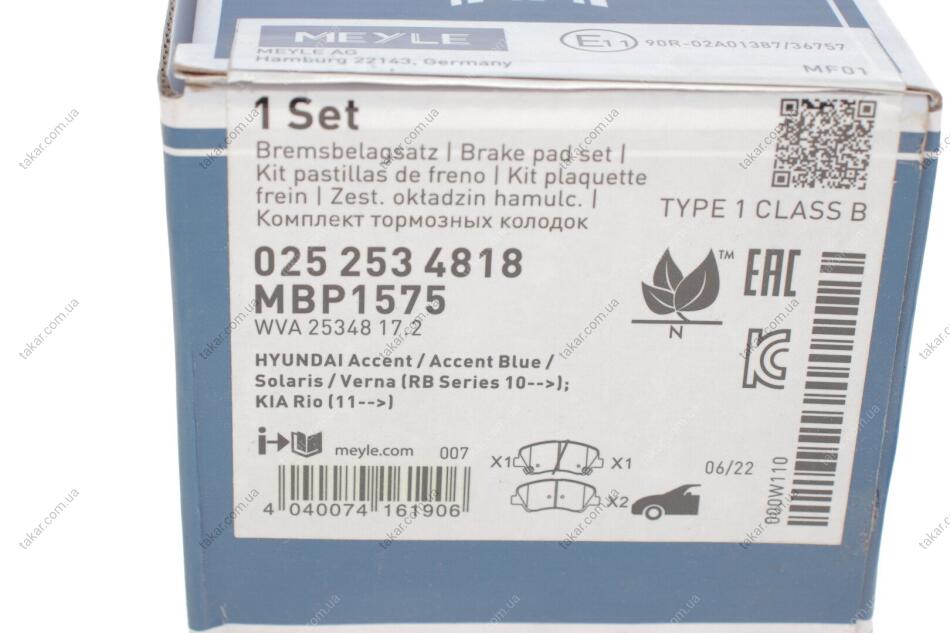 MEYLE
MEYLE AG
Hamburg 22143, Germany
E11 90R-02A01387/36757
MF01
1 Set
Bremsbelagsatz | Brake pad set |
Kit pastillas de freno | Kit plaquette
frein | Zest. okładzin hamulc. |
Комплект тормозных колодок
TYPE 1 CLASS B
025 253 4818
MBP1575
WVA 25348 17.2
™
N
EAC
HYUNDAI Accent / Accent Blue /
Solaris / Verna (RB Series 10-->);
KIA Rio (11-->)
meyle.com 007
X1 X1
X2
06/22
000W110
4 040074 161906
takar.com.ua